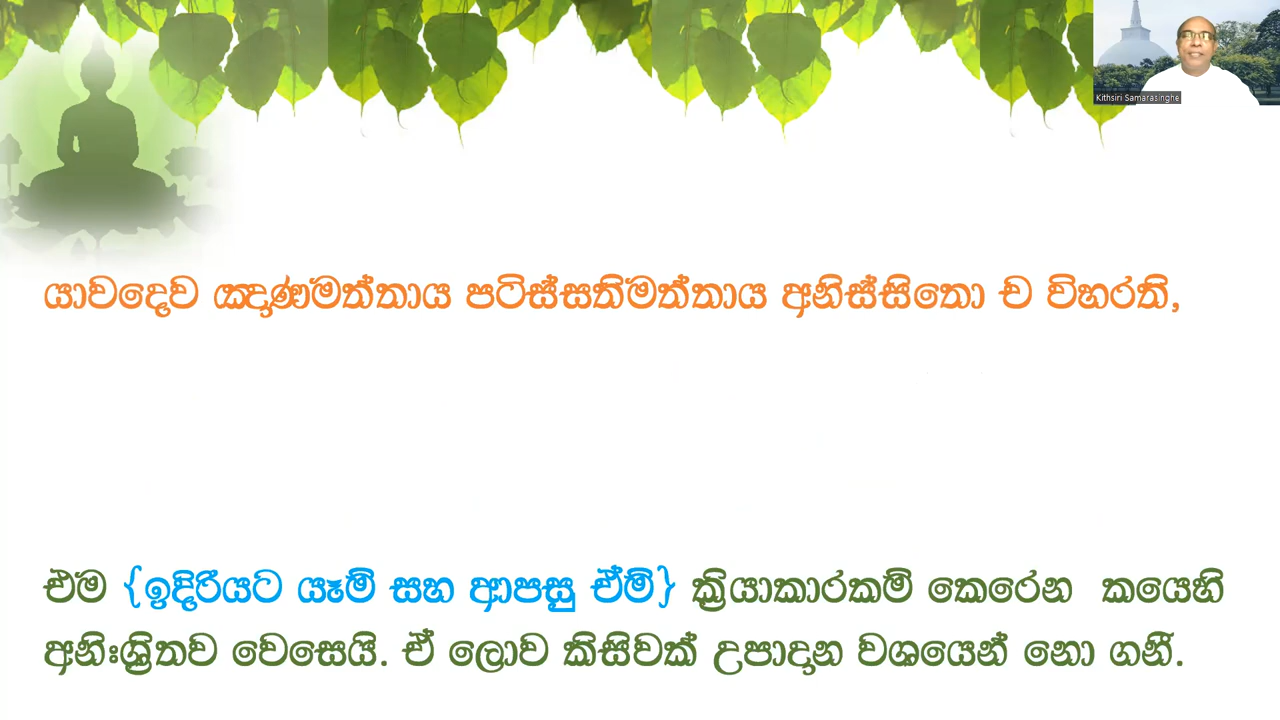 Kithsiri Samarasinghe
යාවදෙව ඤාණමත්තාය පටිස්සතිමත්තාය අනිස්සිතො ච විහරති,
එම {ඉදිරියට යෑම් සහ ආපසු ඒම්} ක්‍රියාකාරකම් කෙරෙන කයෙහි
අනිඃශ්‍රිතව වෙසෙයි. ඒ ලොව කිසිවක් උපාදාන වශයෙන් නො ගනී.